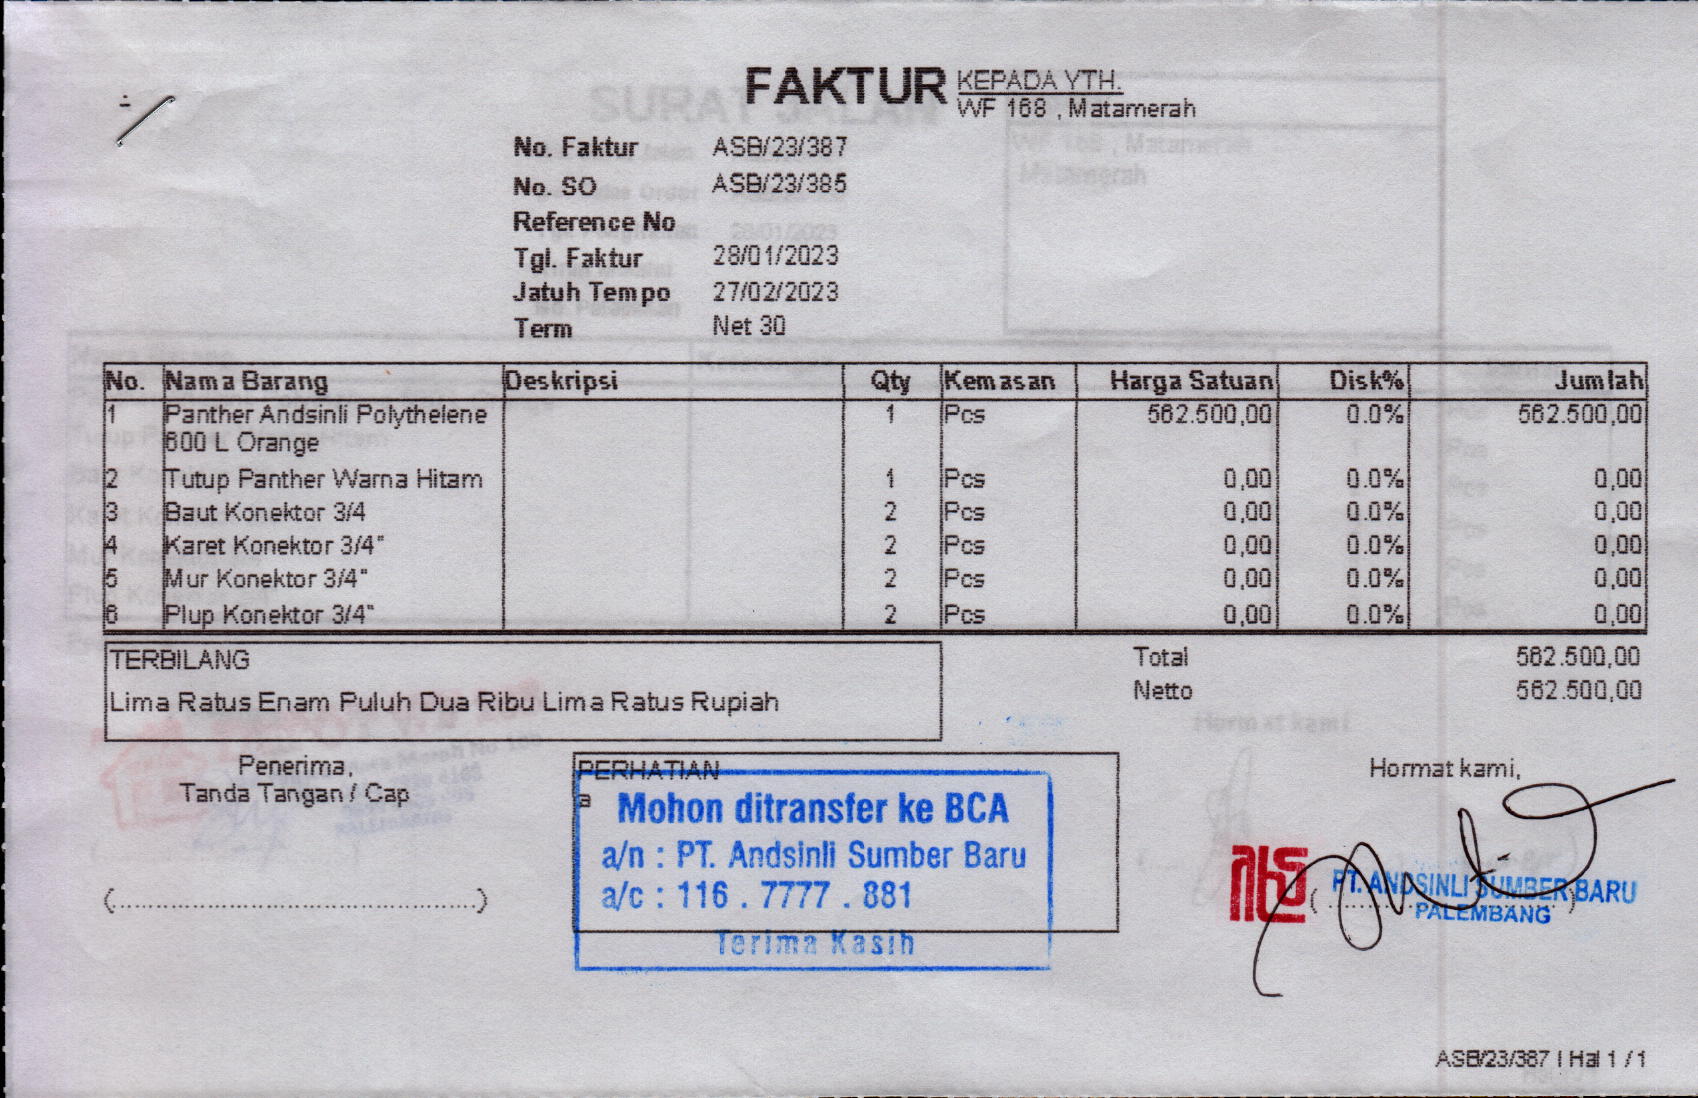 FAKTUR
KEPADA YTH.
WF 168 , Matamerah
No. Faktur ASB/23/387
No. SO ASB/23/385
Reference No
Tgl. Faktur 28/01/2023
Jatuh Tempo 27/02/2023
Term Net 30
No. Nama Barang Deskripsi Qty Kemasan Harga Satuan Disk% Jumlah
1 Panther Andsinli Polythelene 1 Pcs 562.500,00 0.0% 562.500,00
600 L Orange
2 Tutup Panther Warna Hitam 1 Pcs 0,00 0.0% 0,00
3 Baut Konektor 3/4 2 Pcs 0,00 0.0% 0,00
4 Karet Konektor 3/4" 2 Pcs 0,00 0.0% 0,00
5 Mur Konektor 3/4" 2 Pcs 0,00 0.0% 0,00
6 Plup Konektor 3/4" 2 Pcs 0,00 0.0% 0,00
TERBILANG
Lima Ratus Enam Puluh Dua Ribu Lima Ratus Rupiah
Total 562.500,00
Netto 562.500,00
Penerima,
Tanda Tangan / Cap
(..................................................)
PERHATIAN
a
Mohon ditransfer ke BCA
a/n : PT. Andsinli Sumber Baru
a/c : 116 . 7777 . 881
Terima Kasih
Hormat kami,
PT. ANDSINLI SUMBER BARU
PALEMBANG
ASB/23/387 | Hal 1 / 1